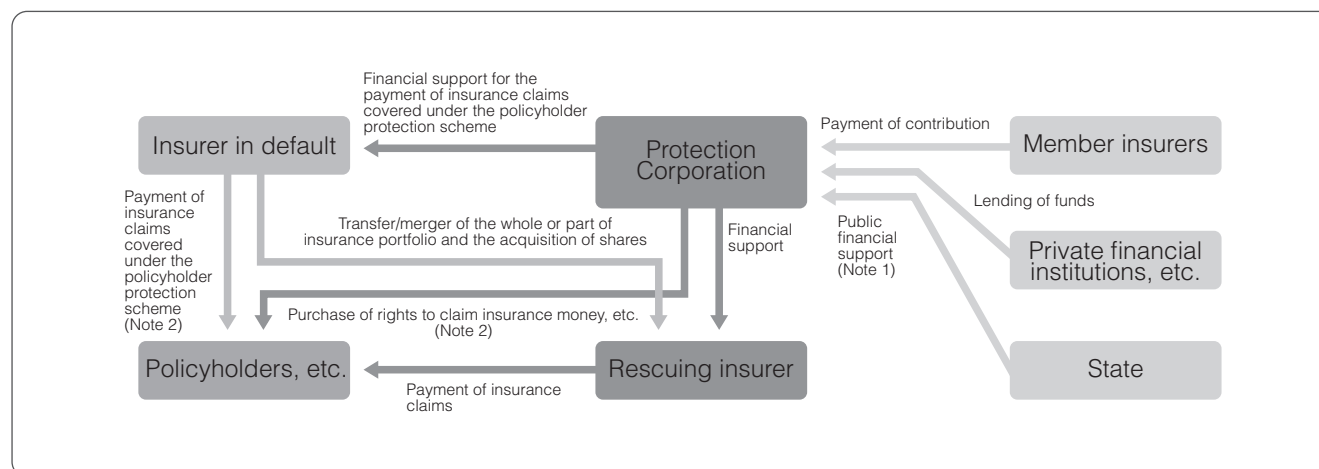 Financial support for the
payment of insurance claims
covered under the policyholder
protection scheme
Insurer in default
Protection
Corporation
Payment of contribution
Member insurers
Payment of
insurance
claims
covered
under the
policyholder
protection
scheme
(Note 2)
Transfer/merger of the whole or part of
insurance portfolio and the acquisition of shares
Financial
support
Public
financial
support
(Note 1)
Lending of funds
Private financial
institutions, etc.
Purchase of rights to claim insurance money, etc.
(Note 2)
Policyholders, etc.
Rescuing insurer
State
Payment of insurance
claims